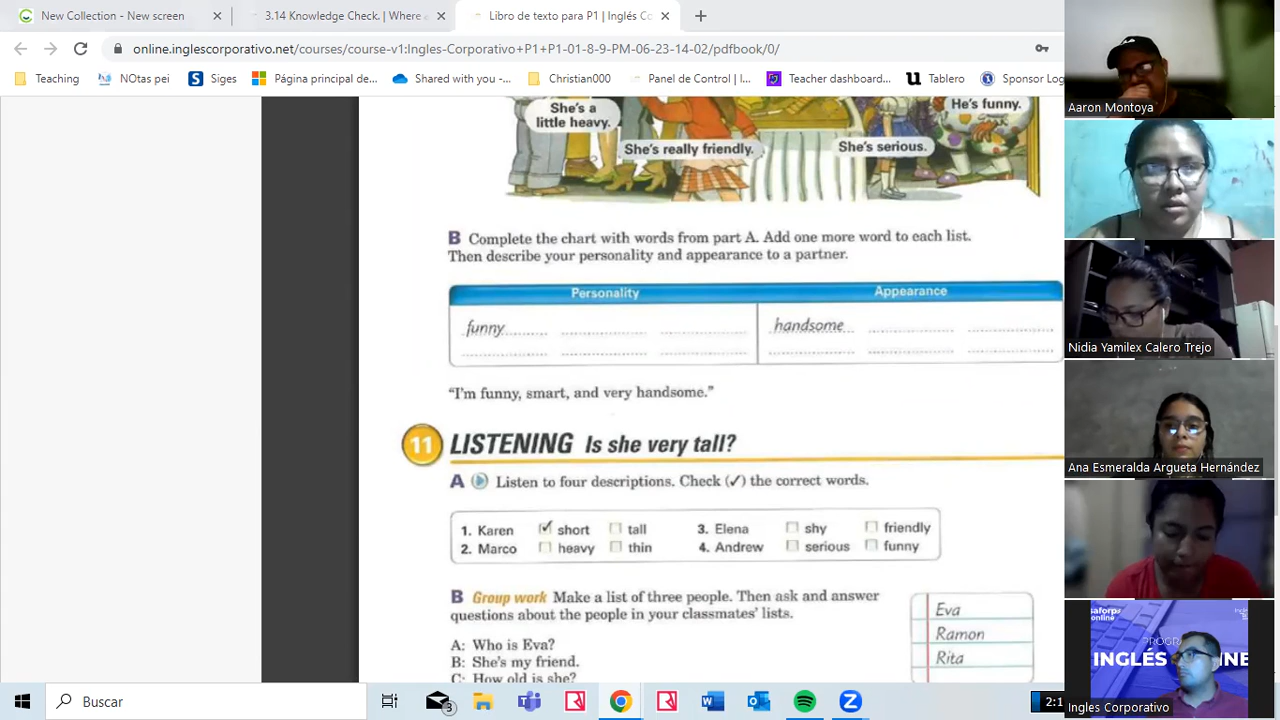 New Collection - New screen
3.14 Knowledge Check. | Where
Libro de texto para P1 | Inglés Co
online.inglescorporativo.net/courses/course-v1:Ingles-Corporativo+P1+P1-01-8-9-PM-06-23-14-02/pdfbook/0/
Teaching
NOtas pei
Siges
Página principal de...
Shared with you -...
Christian000
Panel de Control | I...
Teacher dashboard...
Tablero
Sponsor Log
She's a
little heavy.
She's really friendly.
She's serious.
He's funny.
B Complete the chart with words from part A. Add one more word to each list.
Then describe your personality and appearance to a partner.
Personality
Appearance
funny
handsome
"I'm funny, smart, and very handsome."
11 LISTENING Is she very tall?
A Listen to four descriptions. Check (✓) the correct words.
1. Karen ✓ short tall 3. Elena shy friendly
2. Marco heavy thin 4. Andrew serious funny
B Group work Make a list of three people. Then ask and answer
questions about the people in your classmates' lists.
A: Who is Eva?
B: She's my friend.
C: How old is she?
Eva
Ramon
Rita
Buscar
3
2:1
Aaron Montoya
Nidia Yamilex Calero Trejo
Ana Esmeralda Argueta Hernández
INGLÉS
Ingles Corporativo